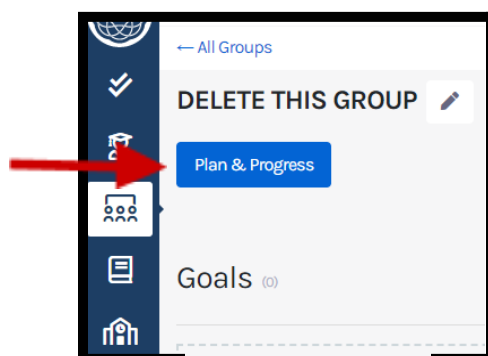 ← All Groups
DELETE THIS GROUP
Plan & Progress
Goals (0)